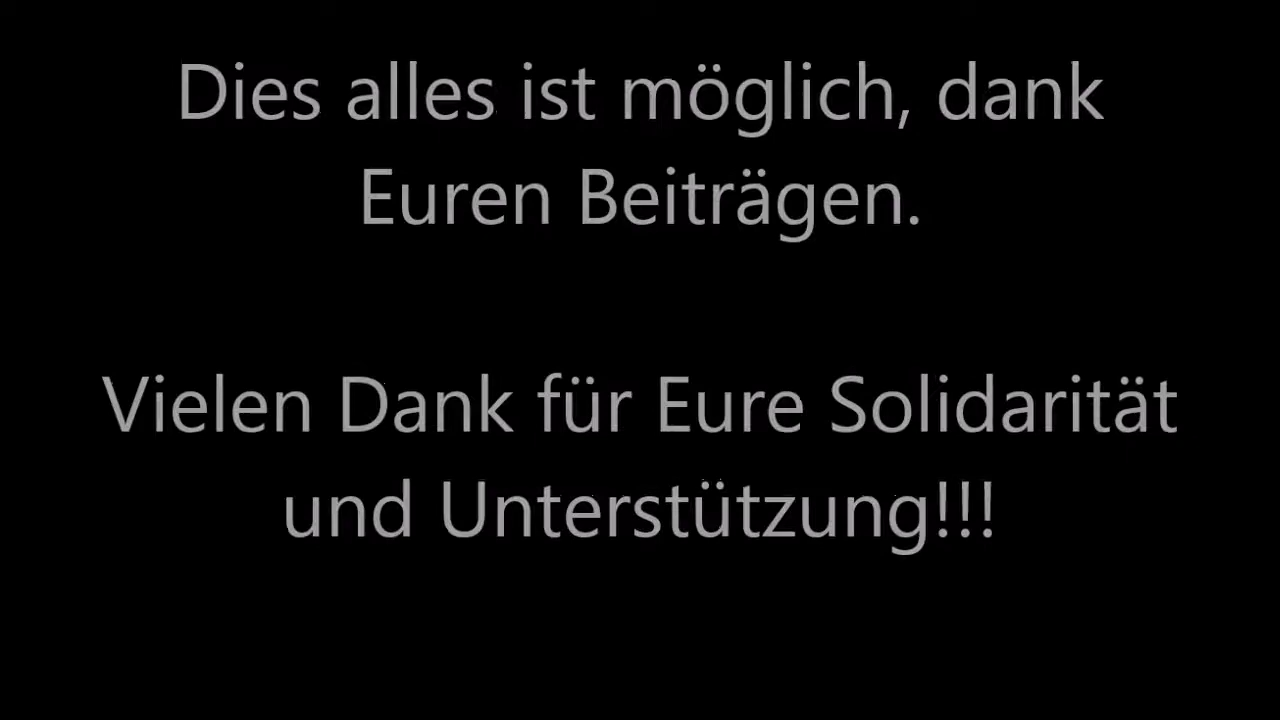 Dies alles ist möglich, dank
Euren Beiträgen.
Vielen Dank für Eure Solidarität
und Unterstützung!!!